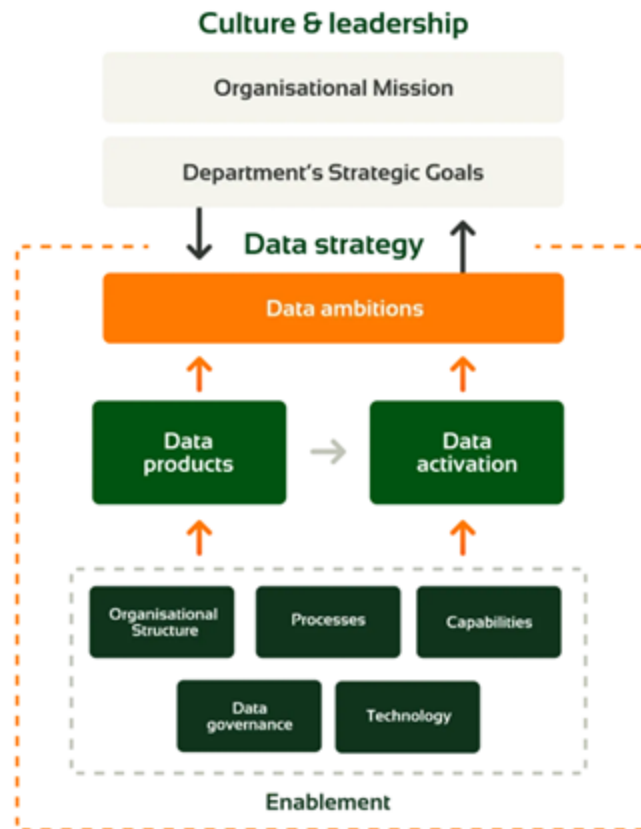 Culture & leadership
Organisational Mission
Department's Strategic Goals
Data strategy
Data ambitions
Data
products
Data
activation
Organisational
Structure
Processes
Capabilities
Data
governance
Technology
Enablement